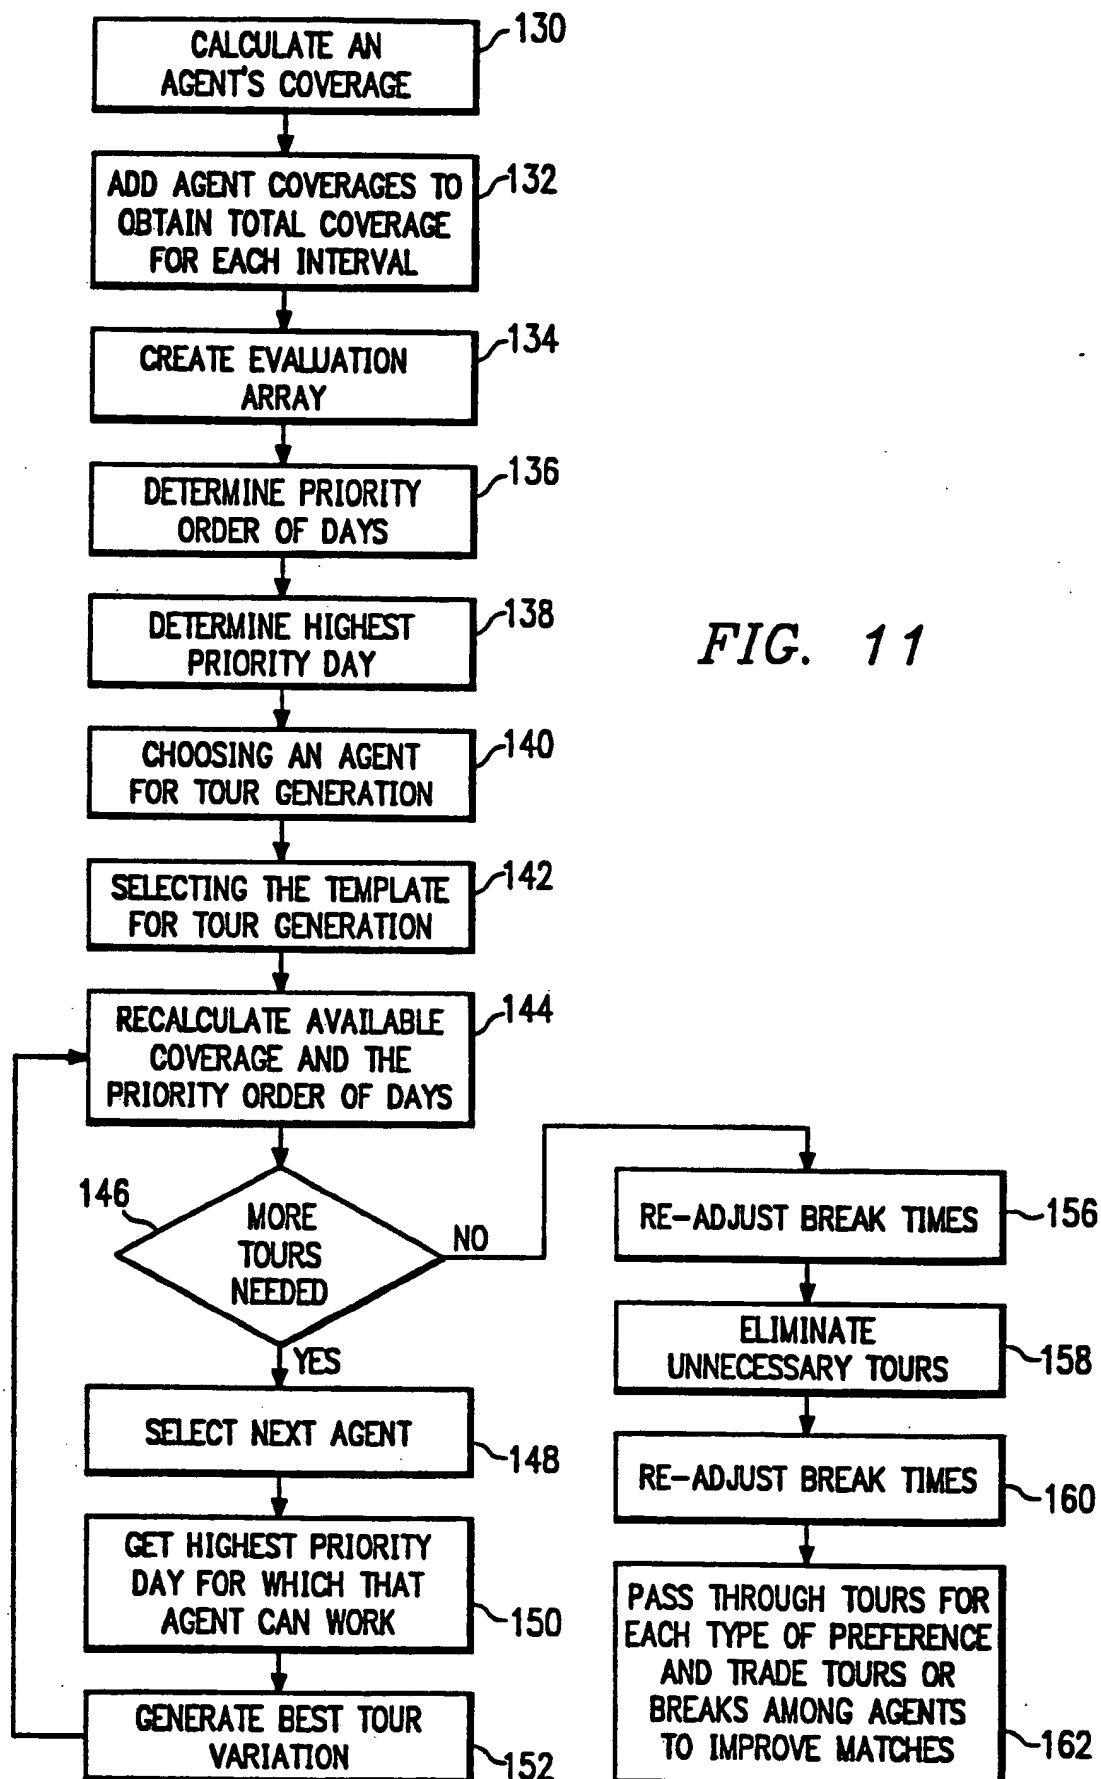 CALCULATE AN
AGENT'S COVERAGE
130
ADD AGENT COVERAGES TO
OBTAIN TOTAL COVERAGE
FOR EACH INTERVAL
132
CREATE EVALUATION
ARRAY
134
DETERMINE PRIORITY
ORDER OF DAYS
136
DETERMINE HIGHEST
PRIORITY DAY
138
FIG. 11
CHOOSING AN AGENT
FOR TOUR GENERATION
140
SELECTING THE TEMPLATE
FOR TOUR GENERATION
142
RECALCULATE AVAILABLE
COVERAGE AND THE
PRIORITY ORDER OF DAYS
144
146
MORE
TOURS
NEEDED
NO
YES
SELECT NEXT AGENT
148
GET HIGHEST PRIORITY
DAY FOR WHICH THAT
AGENT CAN WORK
150
GENERATE BEST TOUR
VARIATION
152
RE-ADJUST BREAK TIMES
156
ELIMINATE
UNNECESSARY TOURS
158
RE-ADJUST BREAK TIMES
160
PASS THROUGH TOURS FOR
EACH TYPE OF PREFERENCE
AND TRADE TOURS OR
BREAKS AMONG AGENTS
TO IMPROVE MATCHES
162